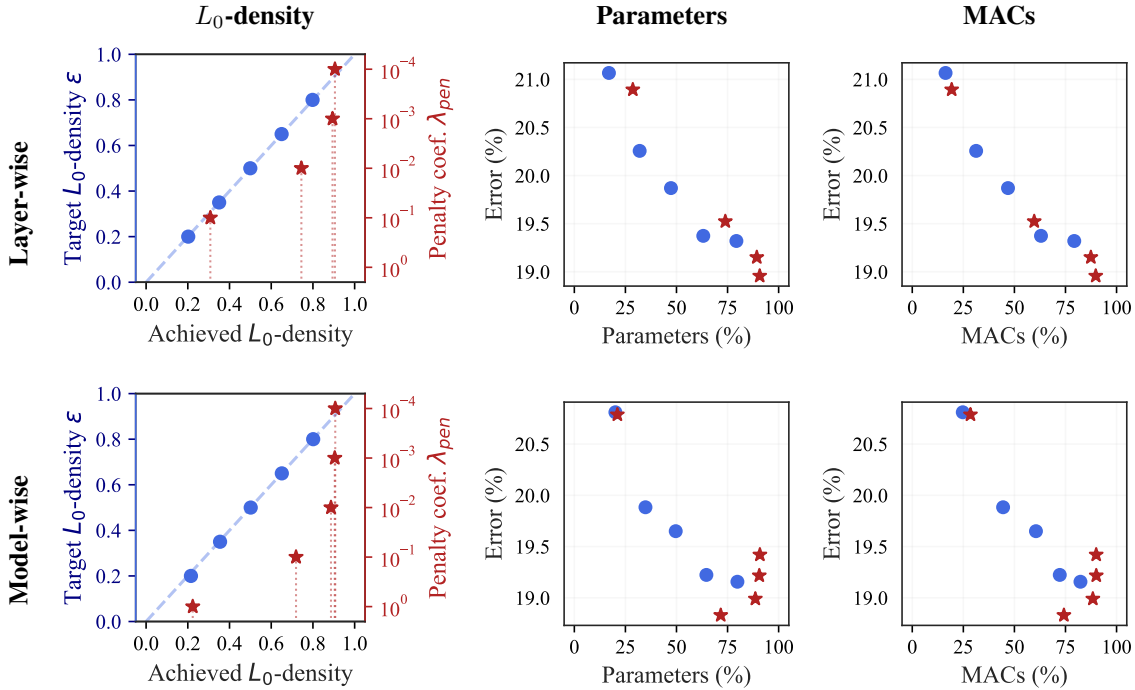 L₀-density
Parameters
MACs
Layer-wise
Target L₀-density ε
1.0
0.8
0.6
0.4
0.2
0.0
0.0 0.2 0.4 0.6 0.8 1.0
Achieved L₀-density
10⁻⁴
10⁻³
10⁻²
10⁻¹
10⁰
Penalty coef. λpen
Error (%)
21.0
20.5
20.0
19.5
19.0
0 25 50 75 100
Parameters (%)
Error (%)
21.0
20.5
20.0
19.5
19.0
0 25 50 75 100
MACs (%)
Model-wise
Target L₀-density ε
1.0
0.8
0.6
0.4
0.2
0.0
0.0 0.2 0.4 0.6 0.8 1.0
Achieved L₀-density
10⁻⁴
10⁻³
10⁻²
10⁻¹
10⁰
Penalty coef. λpen
Error (%)
20.5
20.0
19.5
19.0
0 25 50 75 100
Parameters (%)
Error (%)
20.5
20.0
19.5
19.0
0 25 50 75 100
MACs (%)